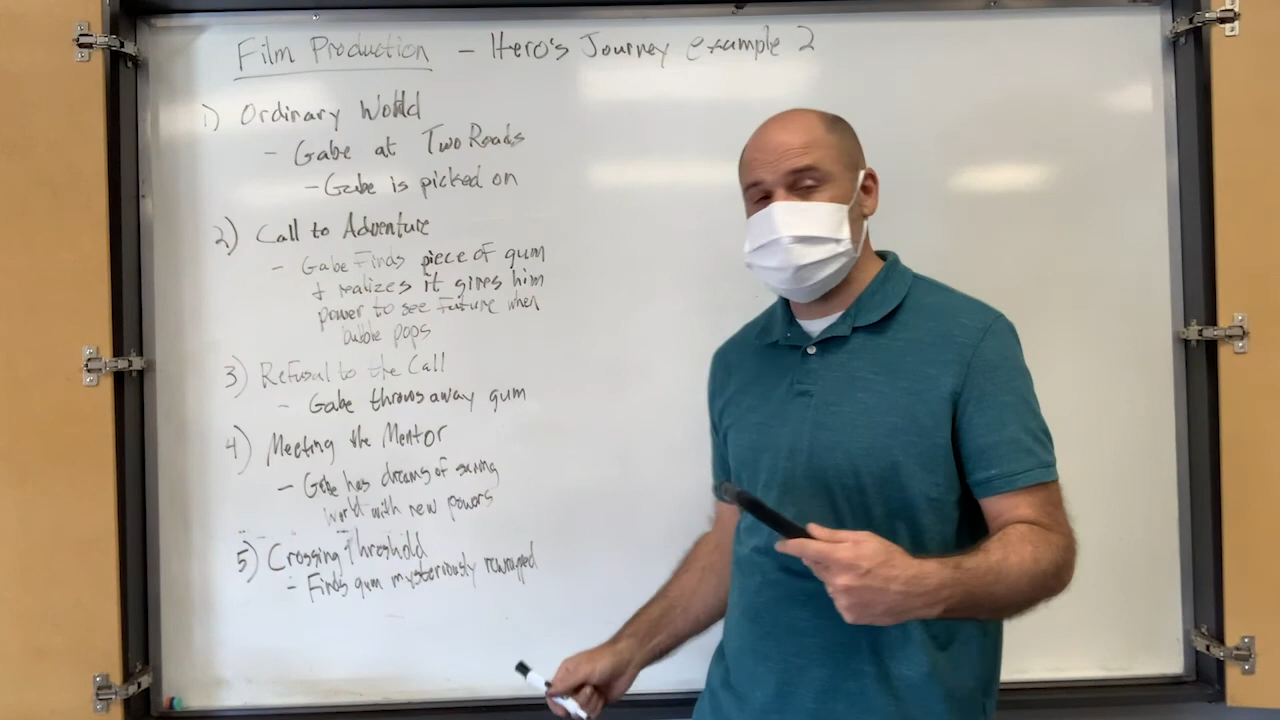 Film Production - Hero's Journey example 2
1) Ordinary World
- Gabe at Two Roads
- Gabe is picked on
2) Call to Adventure
- Gabe Finds piece of gum
+ realizes it gives him
power to see Future when
bubble pops
3) Refusal to the Call
- Gabe throws away gum
4) Meeting the Mentor
- Gabe has dreams of saving
world with new powers
5) Crossing Threshold
- Finds gum mysteriously